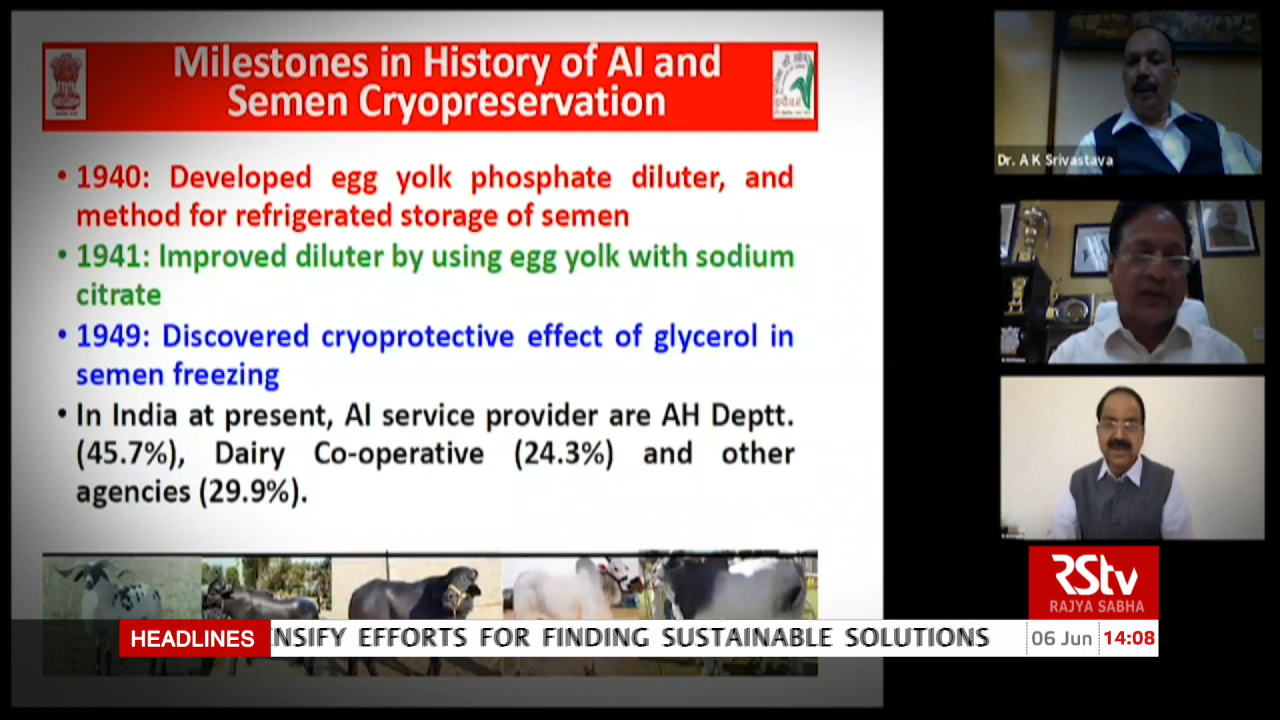 Milestones in History of AI and
Semen Cryopreservation
• 1940: Developed egg yolk phosphate diluter, and
method for refrigerated storage of semen
• 1941: Improved diluter by using egg yolk with sodium
citrate
• 1949: Discovered cryoprotective effect of glycerol in
semen freezing
• In India at present, AI service provider are AH Deptt.
(45.7%), Dairy Co-operative (24.3%) and other
agencies (29.9%).
Dr. A K Srivastava
RSTV
RAJYA SABHA
HEADLINES
ENSIFY EFFORTS FOR FINDING SUSTAINABLE SOLUTIONS
06 Jun
14:08